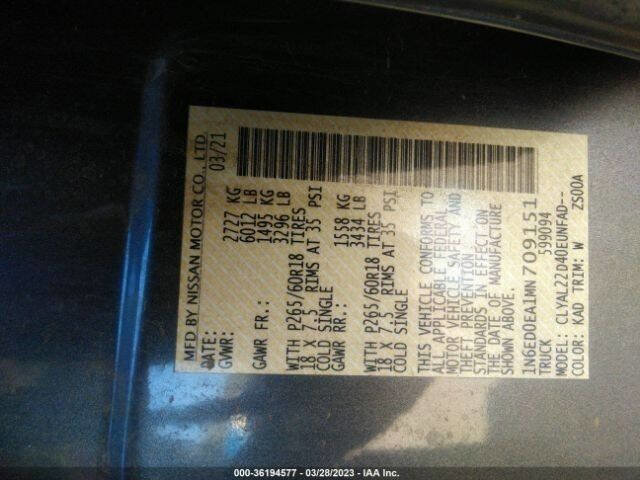 MFD BY NISSAN MOTOR CO., LTD
DATE: 03/21
GVWR: 2727 KG
6012 LB
GAWR FR.: 1495 KG
3296 LB
WITH P265/60R18 TIRES
18 X 7.5 RIMS AT 35 PSI
COLD SINGLE
GAWR RR.: 1558 KG
3434 LB
WITH P265/60R18 TIRES
18 X 7.5 RIMS AT 35 PSI
COLD SINGLE
THIS VEHICLE CONFORMS TO
ALL APPLICABLE FEDERAL
MOTOR VEHICLE SAFETY AND
THEFT PREVENTION
STANDARDS IN EFFECT ON
THE DATE OF MANUFACTURE
SHOWN ABOVE.
1N6ED0EA1MN709151
TRUCK 599094
MODEL: CLYALZZD40EUNFAD--
COLOR: KAD TRIM: W ZS00A
000-36194577 - 03/28/2023 - IAA Inc.